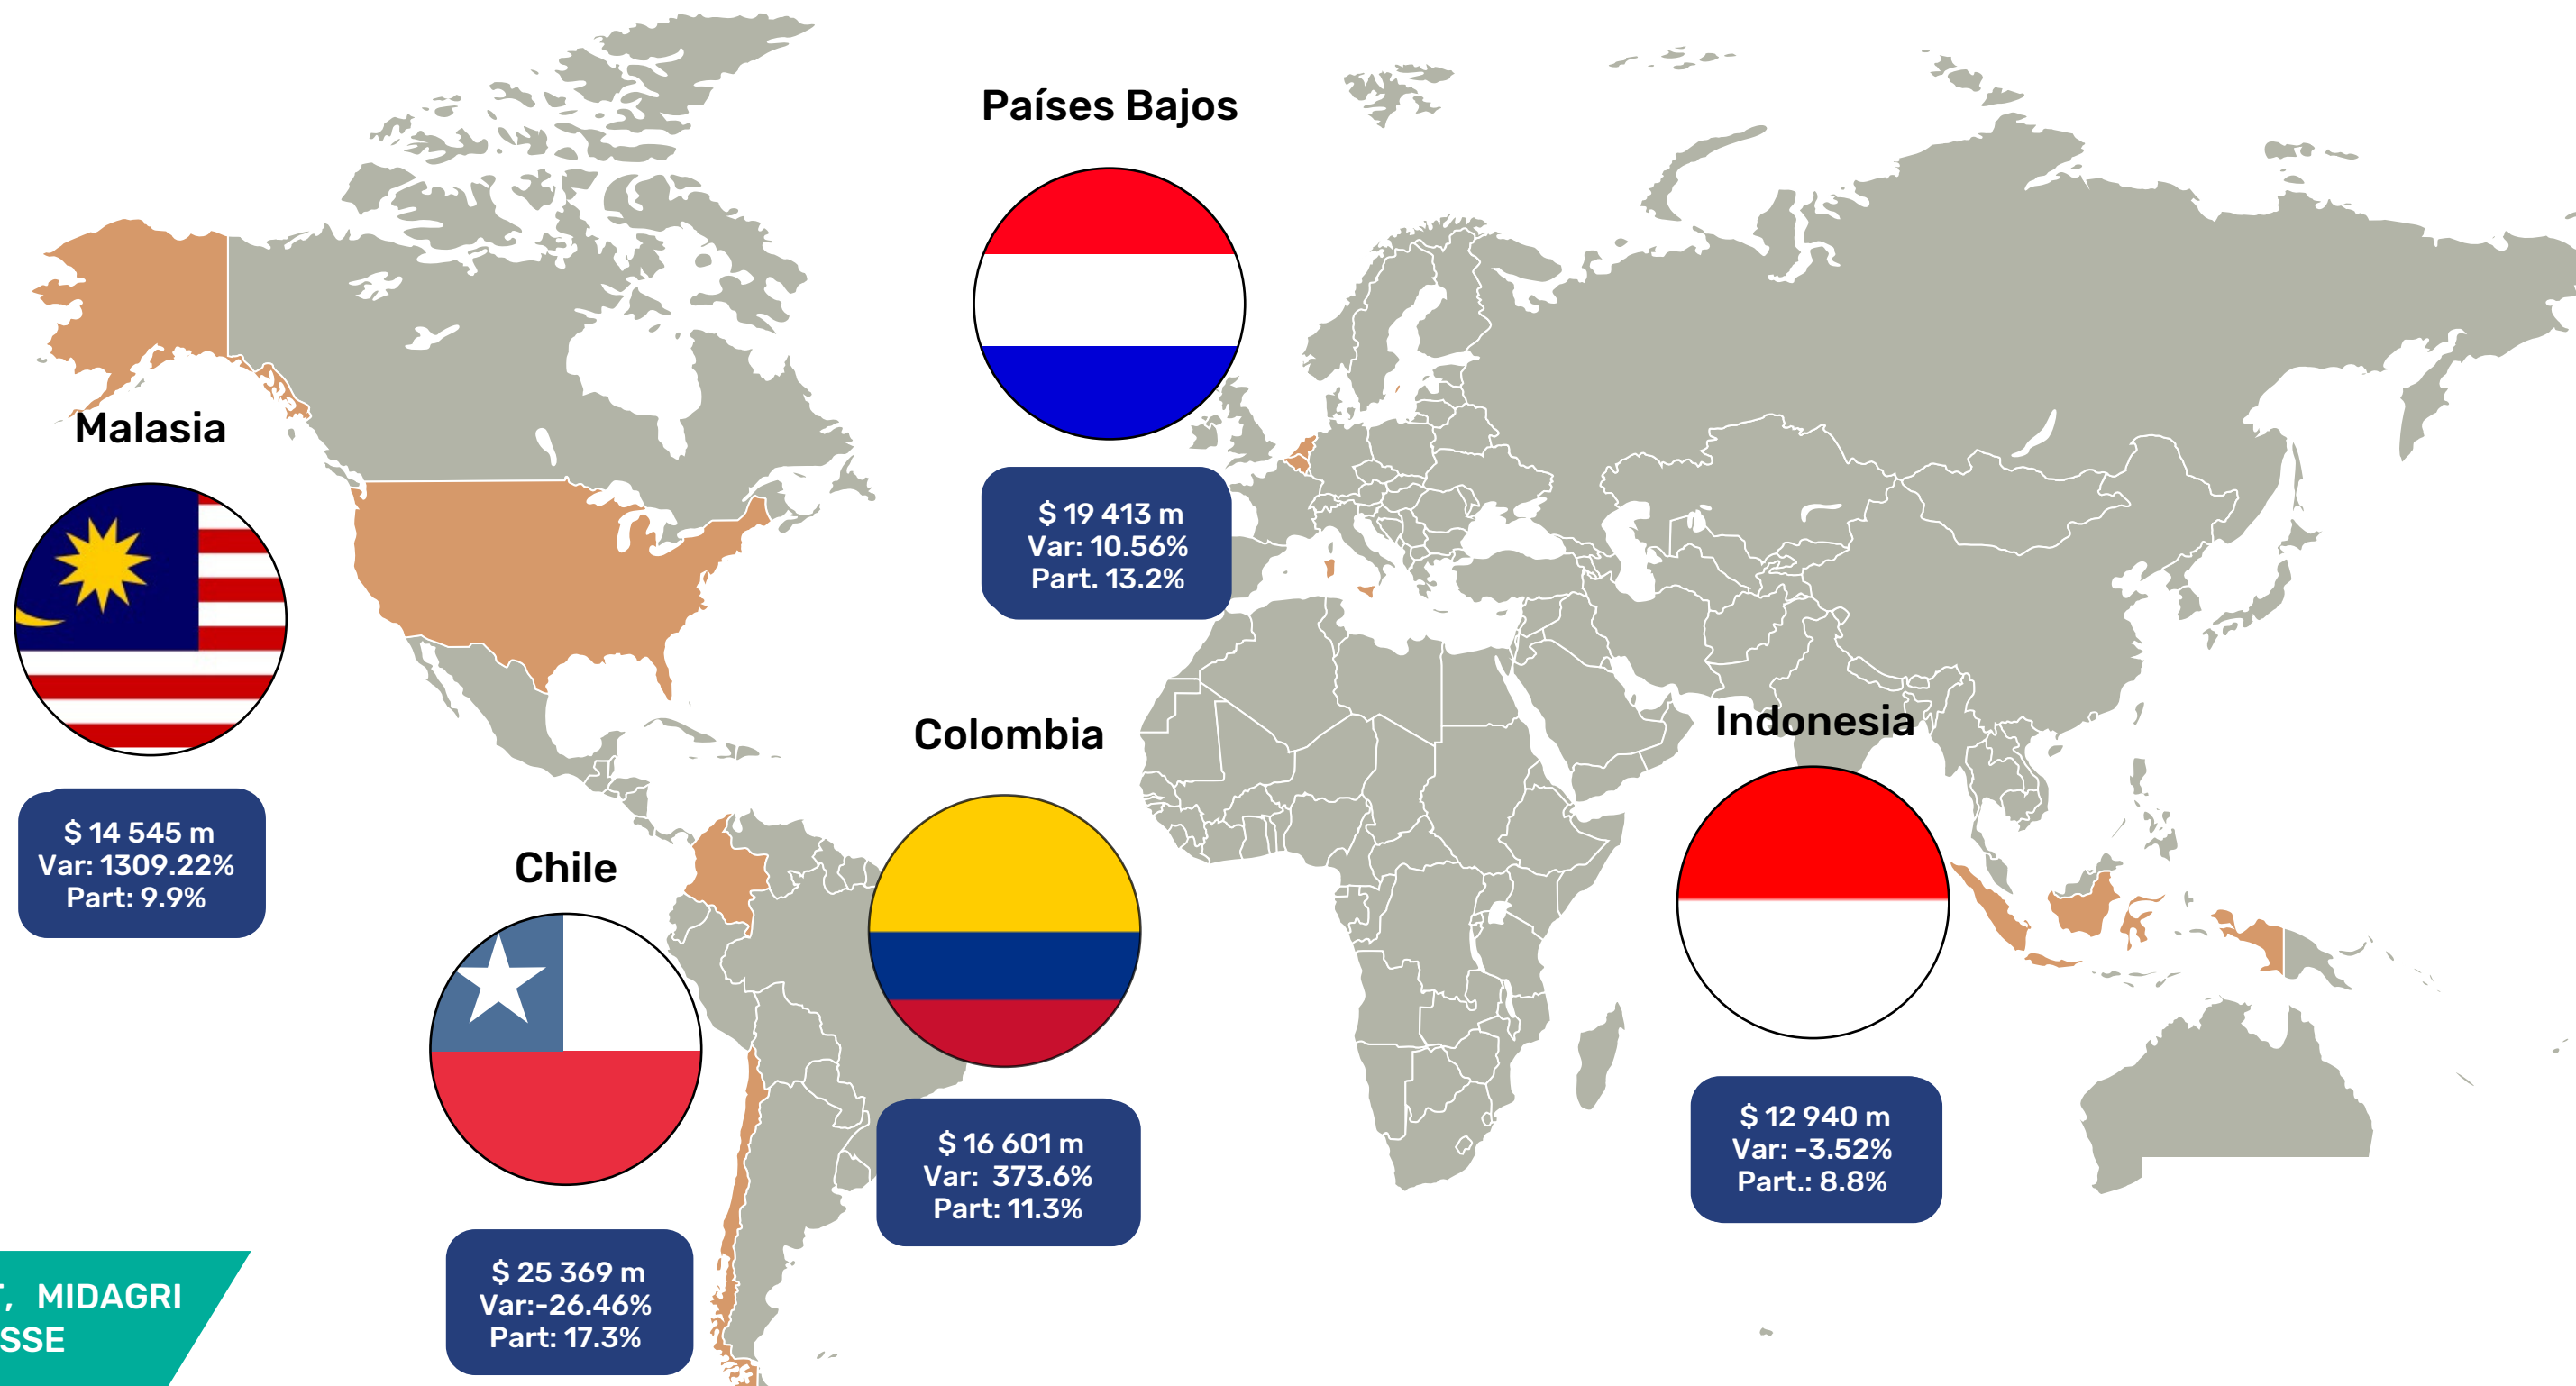 Países Bajos
$ 19 413 m
Var: 10.56%
Part. 13.2%
Malasia
$ 14 545 m
Var: 1309.22%
Part: 9.9%
Colombia
$ 16 601 m
Var: 373.6%
Part: 11.3%
Indonesia
$ 12 940 m
Var: -3.52%
Part.: 8.8%
Chile
$ 25 369 m
Var:-26.46%
Part: 17.3%
, MIDAGRI
SSE